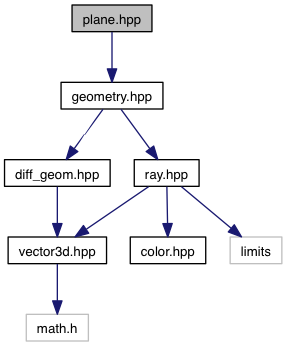 plane.hpp
geometry.hpp
diff_geom.hpp
ray.hpp
vector3d.hpp
color.hpp
limits
math.h